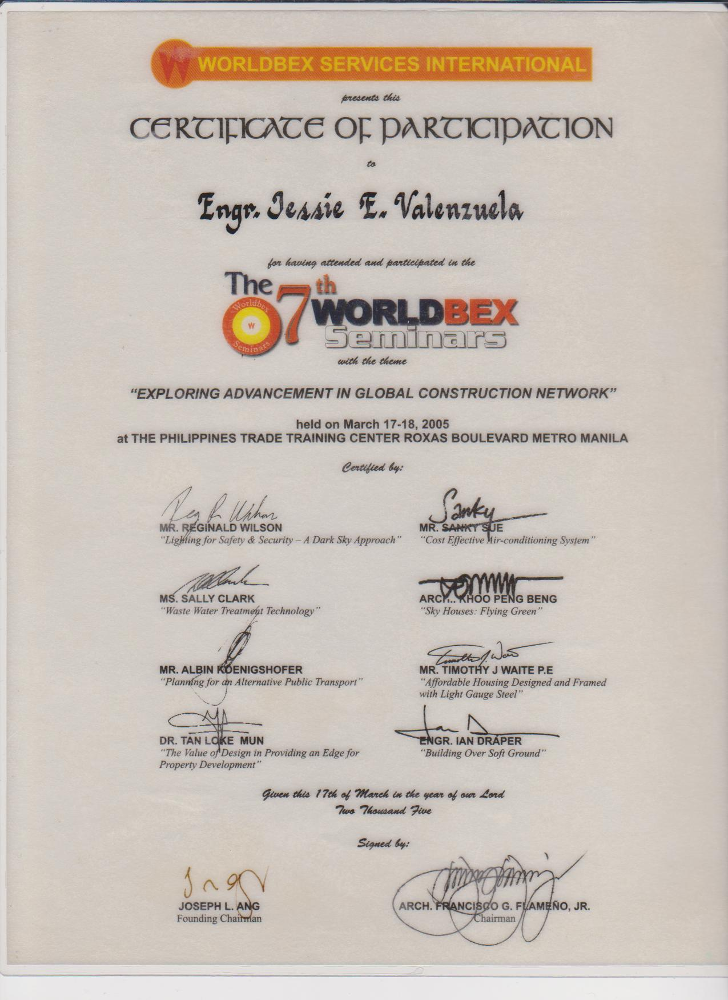 W WORLDBEX SERVICES INTERNATIONAL
presents this
CERTIFICATE OF PARTICIPATION
to
Engr. Jessie E. Valenzuela
for having attended and participated in the
The 7th WORLDBEX
Worldbex
W
Seminars
Seminars
with the theme
“EXPLORING ADVANCEMENT IN GLOBAL CONSTRUCTION NETWORK”
held on March 17-18, 2005
at THE PHILIPPINES TRADE TRAINING CENTER ROXAS BOULEVARD METRO MANILA
Certified by:
MR. REGINALD WILSON
“Lighting for Safety & Security – A Dark Sky Approach”
Sanky
MR. SANKY SUE
“Cost Effective Air-conditioning System”
MS. SALLY CLARK
“Waste Water Treatment Technology”
ARCH.. KHOO PENG BENG
“Sky Houses: Flying Green”
MR. ALBIN KOENIGSHOFER
“Planning for an Alternative Public Transport”
MR. TIMOTHY J WAITE P.E
“Affordable Housing Designed and Framed
with Light Gauge Steel”
DR. TAN LOKE MUN
“The Value of Design in Providing an Edge for
Property Development”
ENGR. IAN DRAPER
“Building Over Soft Ground”
Given this 17th of March in the year of our Lord
Two Thousand Five
Signed by:
JOSEPH L. ANG
Founding Chairman
ARCH. FRANCISCO G. FLAMEÑO, JR.
Chairman